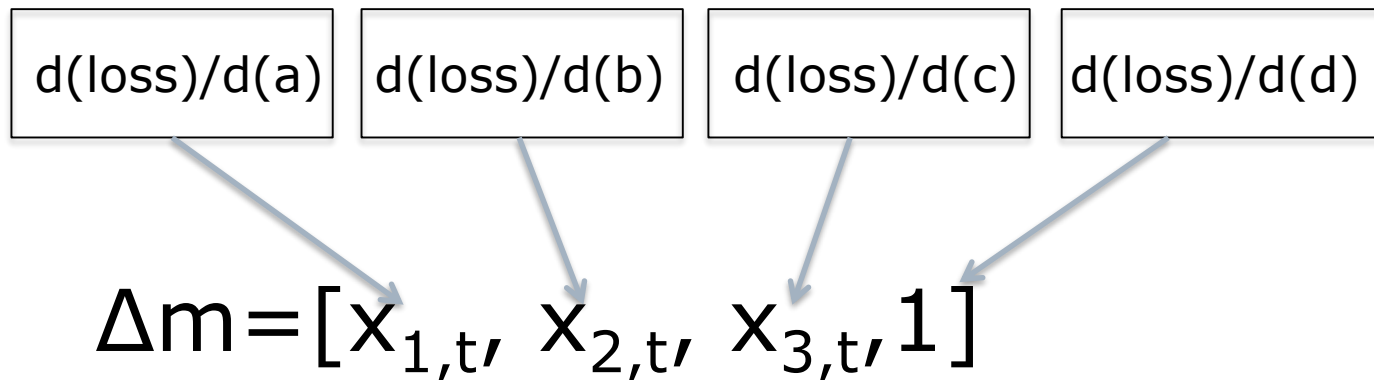 d(loss)/d(a) d(loss)/d(b) d(loss)/d(c) d(loss)/d(d)
Δm=[x₁,t, x₂,t, x₃,t,1]